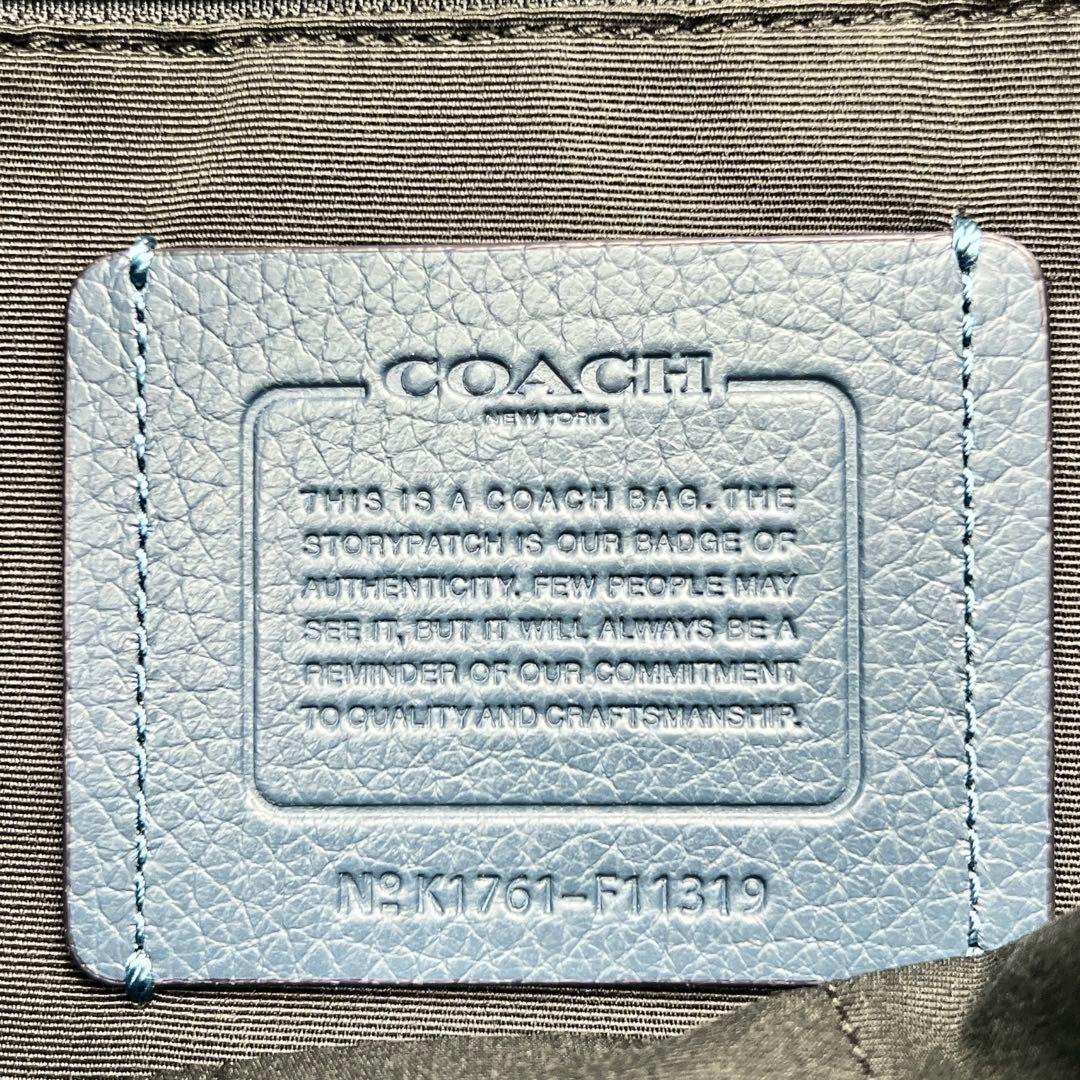 COACH
NEW YORK
THIS IS A COACH BAG. THE
STORYPATCH IS OUR BADGE OF
AUTHENTICITY. FEW PEOPLE MAY
SEE IT, BUT IT WILL ALWAYS BE A
REMINDER OF OUR COMMITMENT
TO QUALITY AND CRAFTSMANSHIP.
Nº K1761-F11319